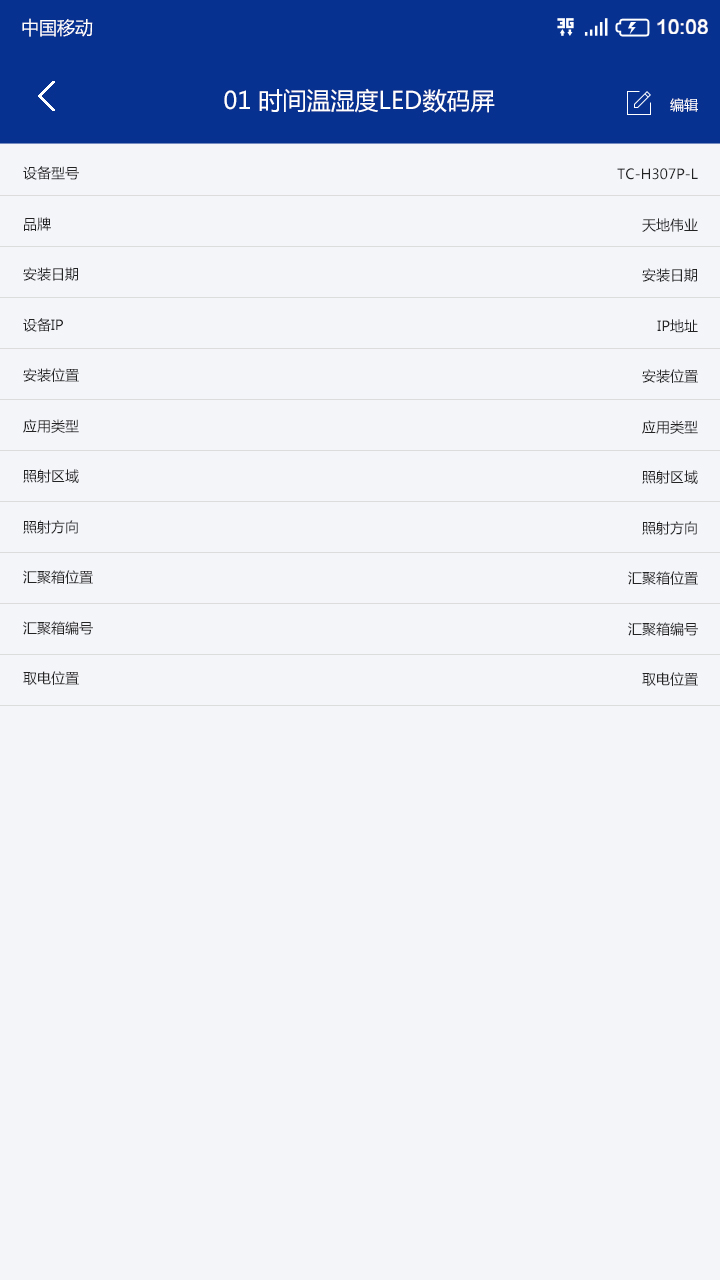 中国移动 3G 10:08
01 时间温湿度LED数码屏 编辑
设备型号 TC-H307P-L
品牌 天地伟业
安装日期 安装日期
设备IP IP地址
安装位置 安装位置
应用类型 应用类型
照射区域 照射区域
照射方向 照射方向
汇聚箱位置 汇聚箱位置
汇聚箱编号 汇聚箱编号
取电位置 取电位置